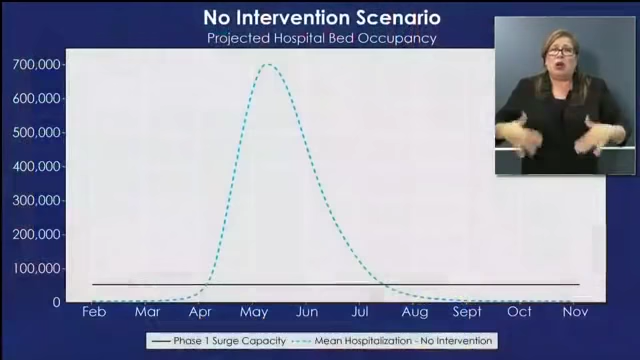 No Intervention Scenario
Projected Hospital Bed Occupancy
700,000
600,000
500,000
400,000
300,000
200,000
100,000
0
Feb Mar Apr May Jun Jul Aug Sept Oct Nov
Phase 1 Surge Capacity Mean Hospitalization - No Intervention